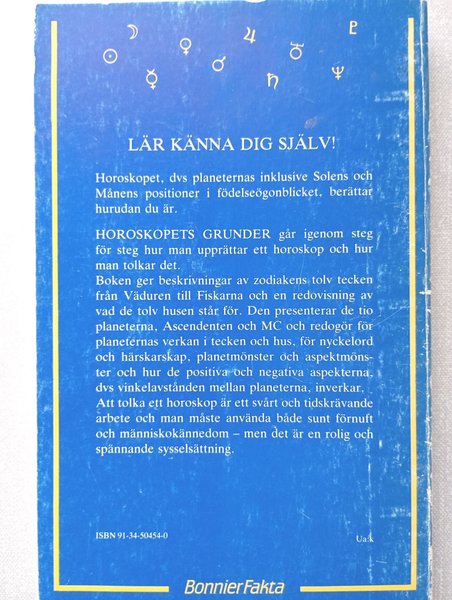 LÄR KÄNNA DIG SJÄLV!
Horoskopet, dvs planeternas inklusive Solens och
Månens positioner i födelseögonblicket, berättar
hurudan du är.
HOROSKOPETS GRUNDER går igenom steg
för steg hur man upprättar ett horoskop och hur
man tolkar det.
Boken ger beskrivningar av zodiakens tolv tecken
från Väduren till Fiskarna och en redovisning av
vad de tolv husen står för. Den presenterar de tio
planeterna, Ascendenten och MC och redogör för
planeternas verkan i tecken och hus, för nyckelord
och härskarskap, planetmönster och aspektmöns-
ter och hur de positiva och negativa aspekterna,
dvs vinkelavstånden mellan planeterna, inverkar.
Att tolka ett horoskop är ett svårt och tidskrävande
arbete och man måste använda både sunt förnuft
och människokännedom – men det är en rolig och
spännande sysselsättning.
ISBN 91-34-50454-0
Ua:k
BonnierFakta